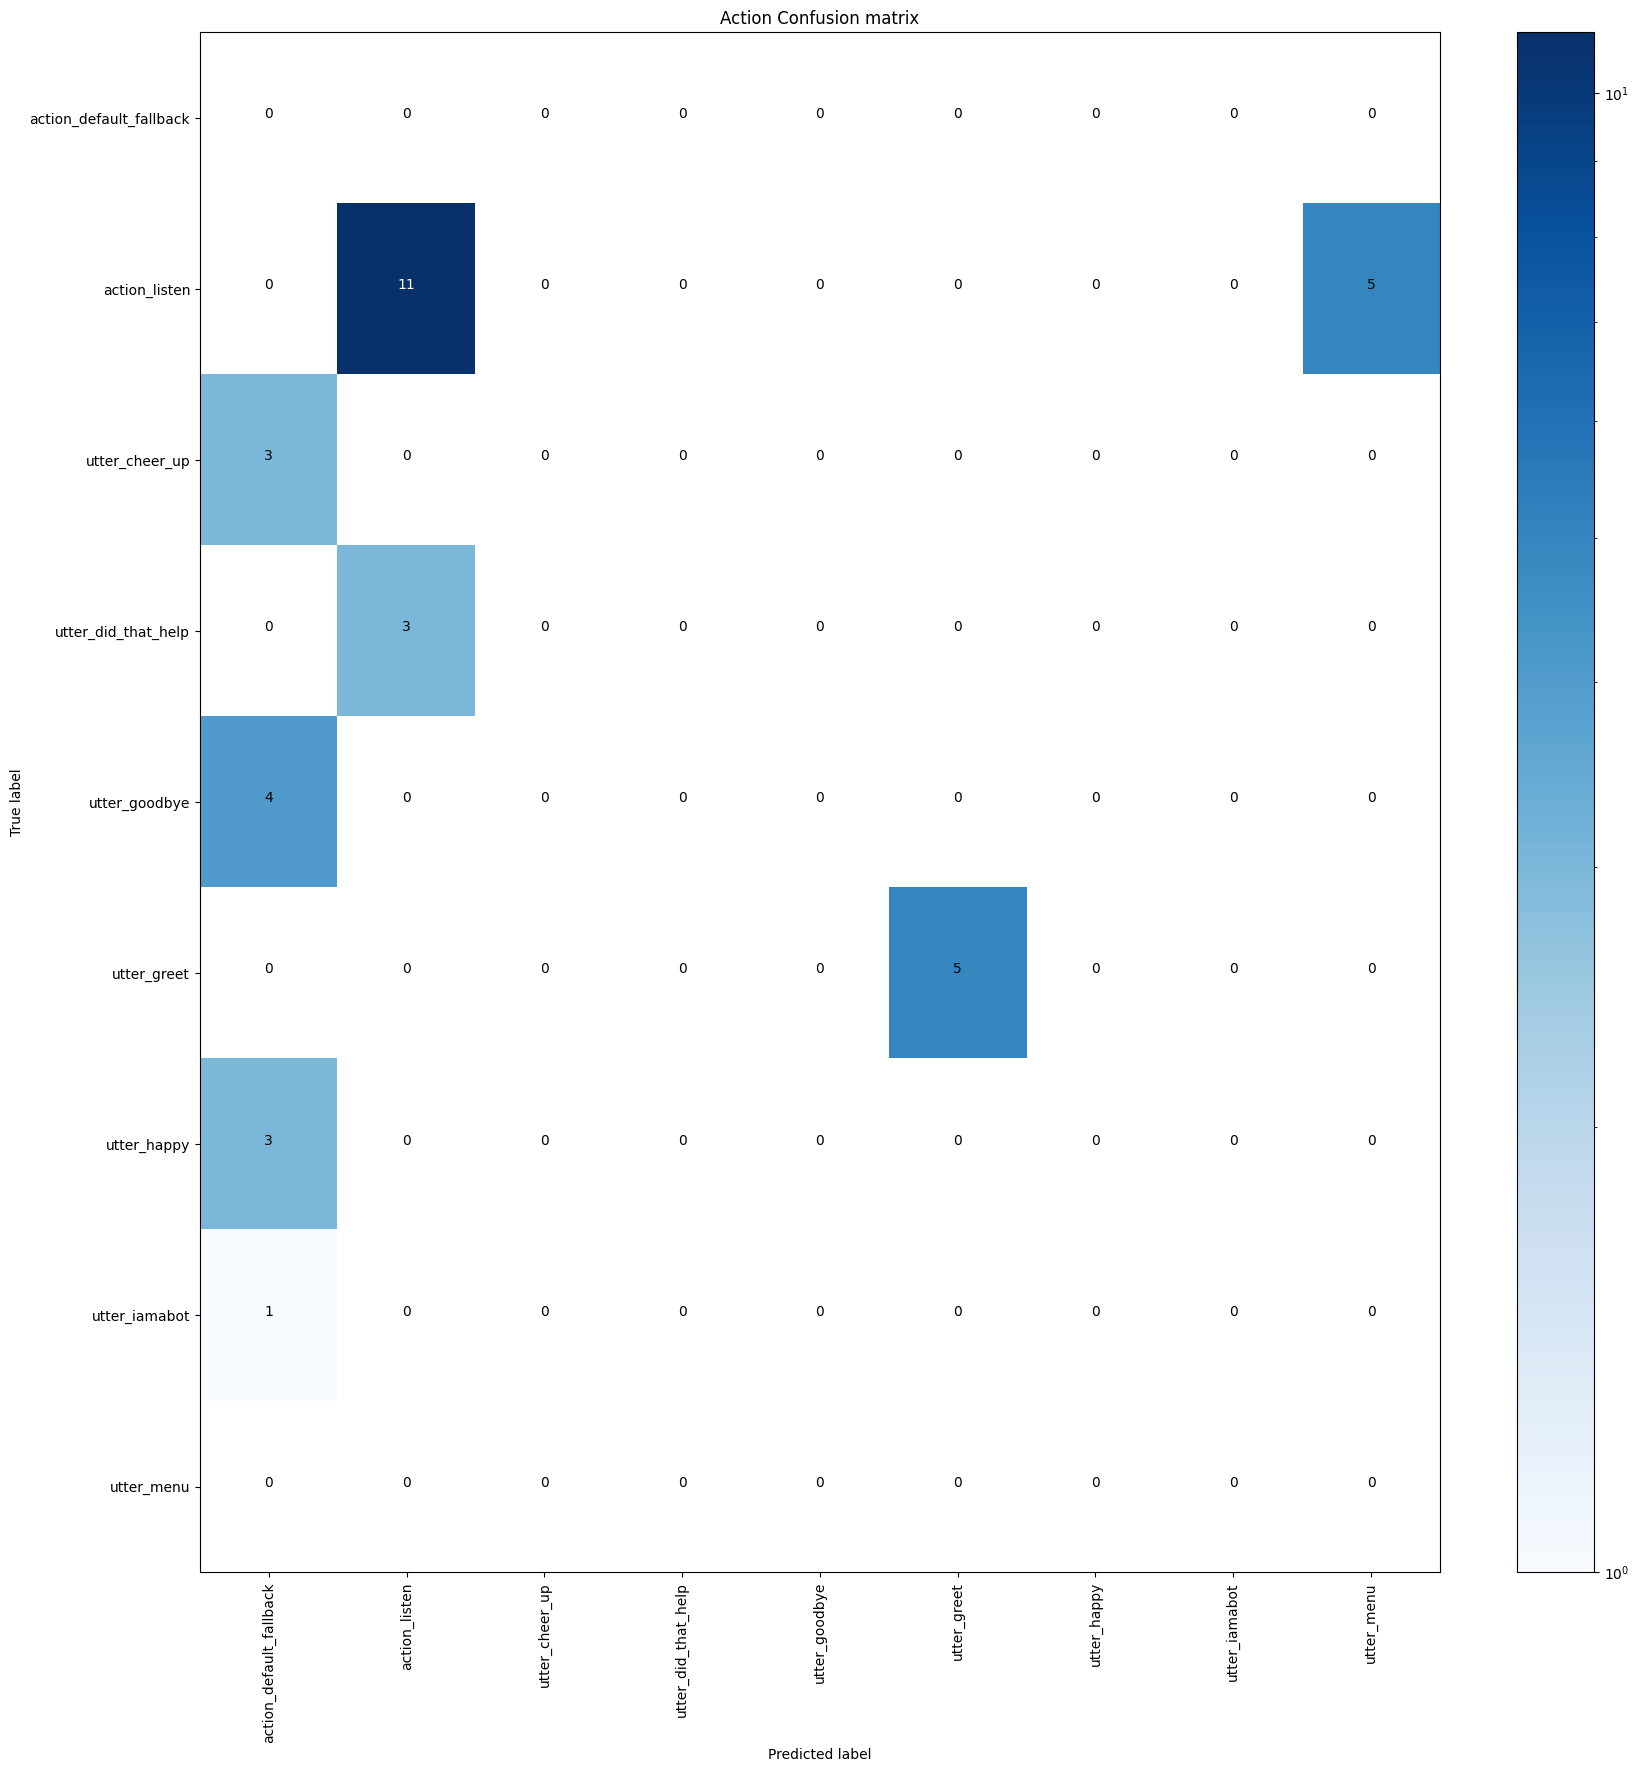 Action Confusion matrix
action_default_fallback 0 0 0 0 0 0 0 0 0
action_listen 0 11 0 0 0 0 0 0 5
utter_cheer_up 3 0 0 0 0 0 0 0 0
utter_did_that_help 0 3 0 0 0 0 0 0 0
utter_goodbye 4 0 0 0 0 0 0 0 0
utter_greet 0 0 0 0 0 5 0 0 0
utter_happy 3 0 0 0 0 0 0 0 0
utter_iamabot 1 0 0 0 0 0 0 0 0
utter_menu 0 0 0 0 0 0 0 0 0
True label
action_default_fallback
action_listen
utter_cheer_up
utter_did_that_help
utter_goodbye
utter_greet
utter_happy
utter_iamabot
utter_menu
Predicted label
10¹
10⁰